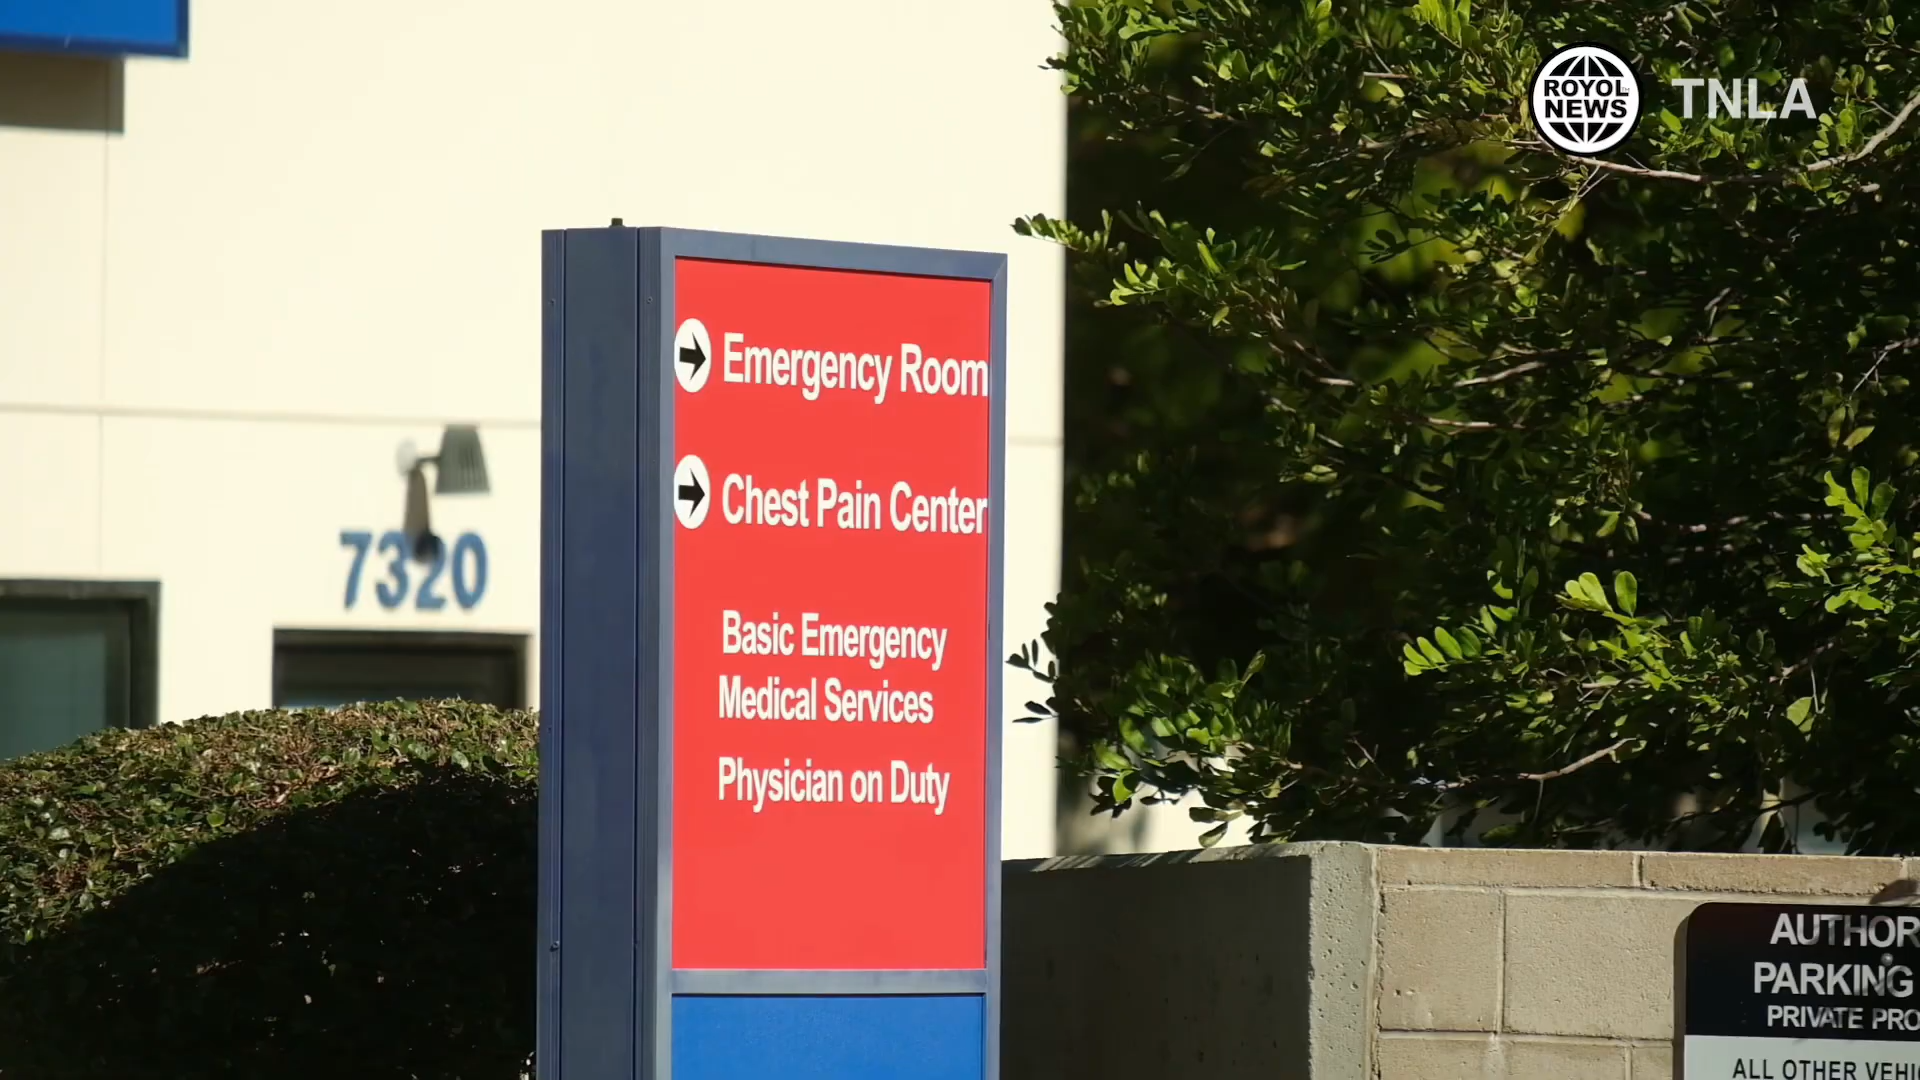 ROYOL
NEWS
TNLA
Emergency Room
Chest Pain Center
7320
Basic Emergency
Medical Services
Physician on Duty
AUTHOR
PARKING
PRIVATE PRO
ALL OTHER VEHI